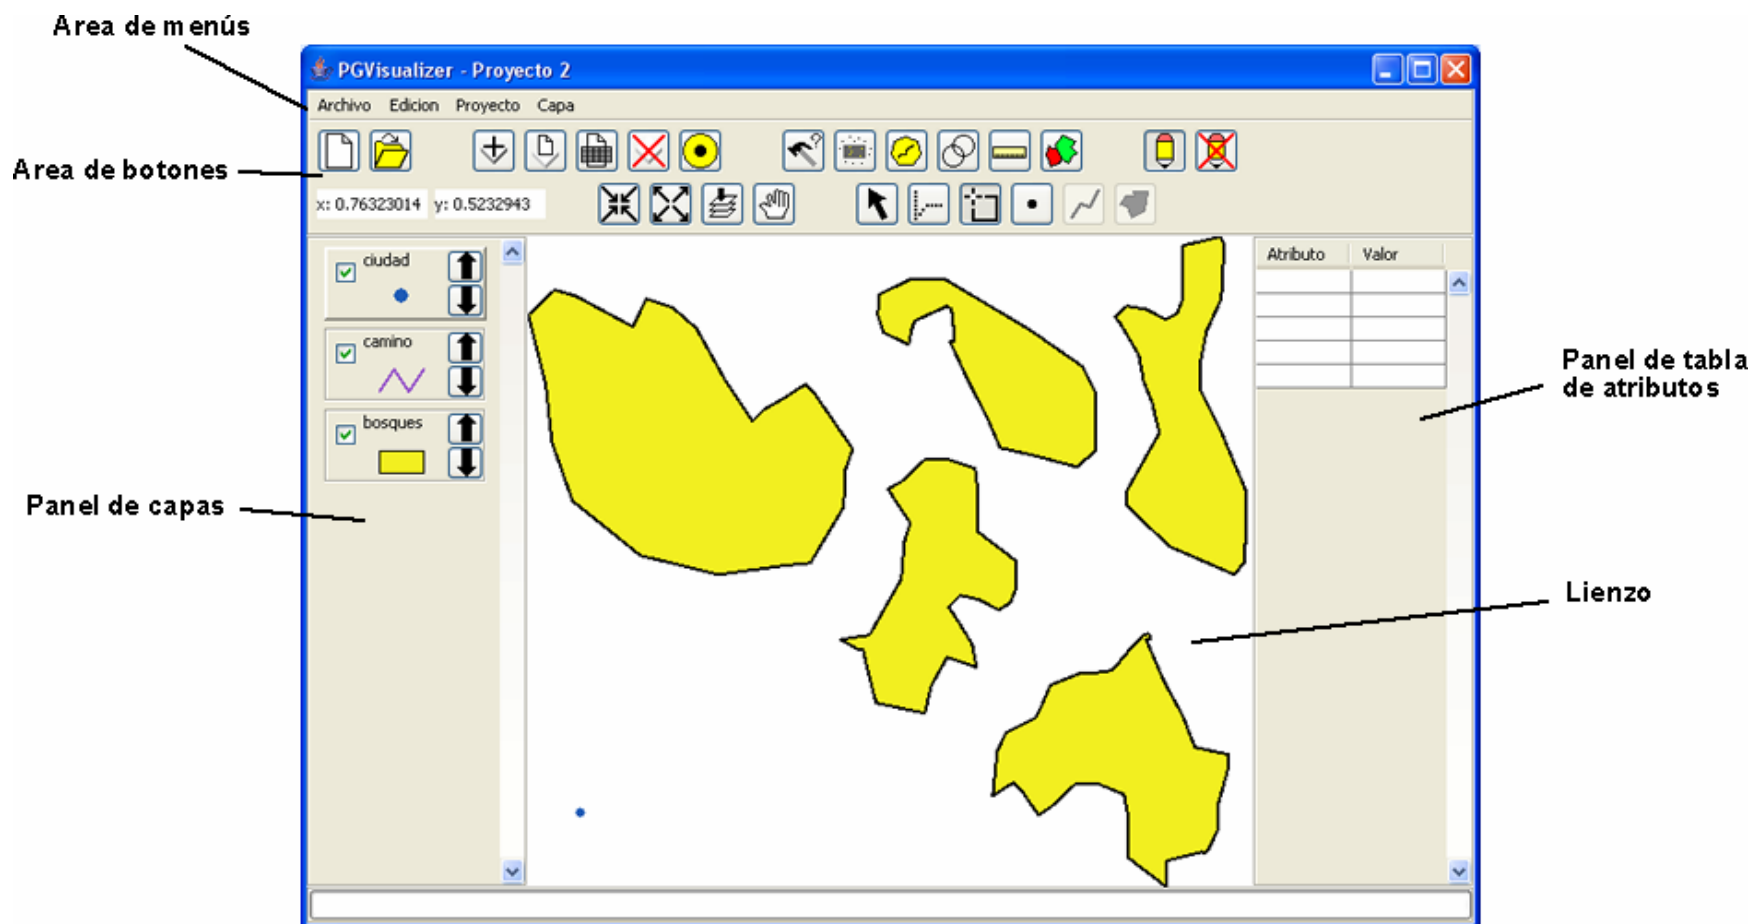 Area de menús
PGVisualizer - Proyecto 2
Archivo Edicion Proyecto Capa
Area de botones
x: 0.76323014 y: 0.5232943
ciudad
camino
bosques
Panel de capas
Atributo Valor
Panel de tabla
de atributos
Lienzo